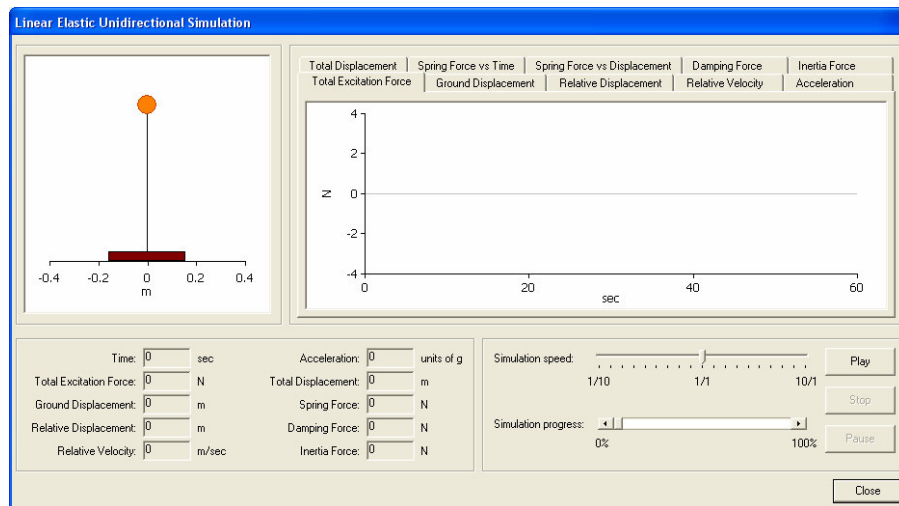 Linear Elastic Unidirectional Simulation
Total Displacement Spring Force vs Time Spring Force vs Displacement Damping Force Inertia Force
Total Excitation Force Ground Displacement Relative Displacement Relative Velocity Acceleration
4
2
0
-2
-4
N
0 20 40 60
sec
-0.4 -0.2 0 0.2 0.4
m
Time: 0 sec
Total Excitation Force: 0 N
Ground Displacement: 0 m
Relative Displacement: 0 m
Relative Velocity: 0 m/sec
Acceleration: 0 units of g
Total Displacement: 0 m
Spring Force: 0 N
Damping Force: 0 N
Inertia Force: 0 N
Simulation speed:
1/10 1/1 10/1
Simulation progress:
0% 100%
Play
Stop
Pause
Close